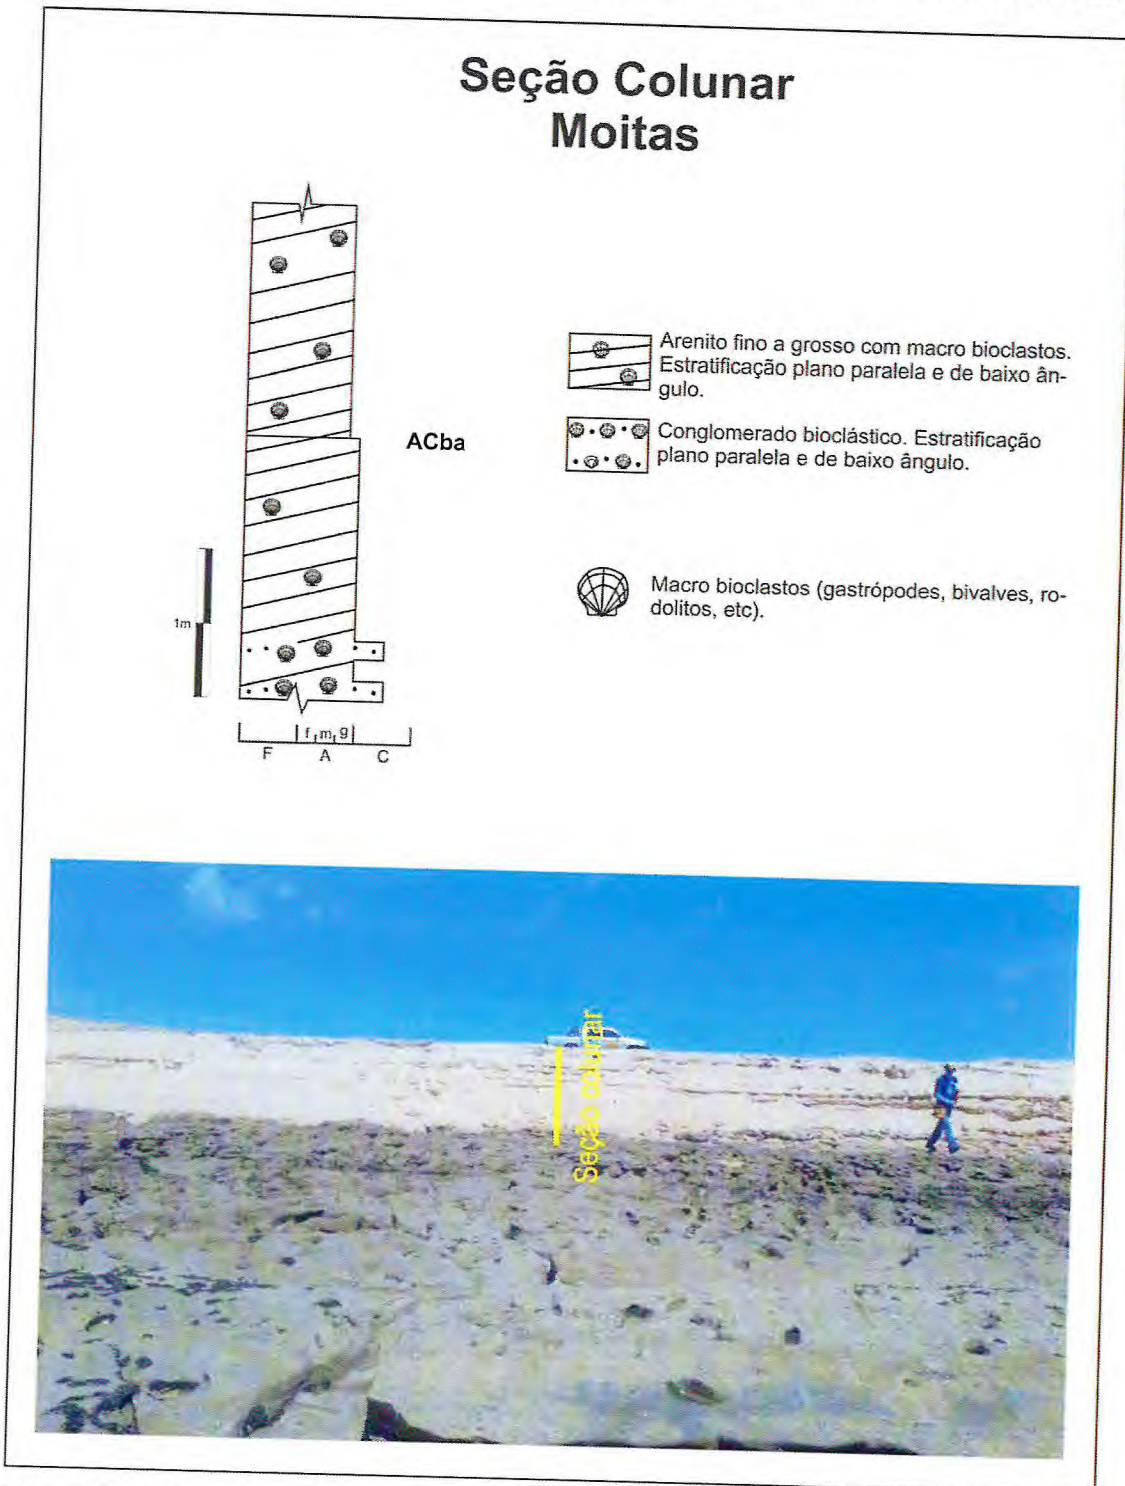 Seção Colunar
Moitas
Arenito fino a grosso com macro bioclastos.
Estratificação plano paralela e de baixo ân-
gulo.
ACba
Conglomerado bioclástico. Estratificação
plano paralela e de baixo ângulo.
Macro bioclastos (gastrópodes, bivalves, ro-
dolitos, etc).
1m
f m g
F A C
Seção colunar